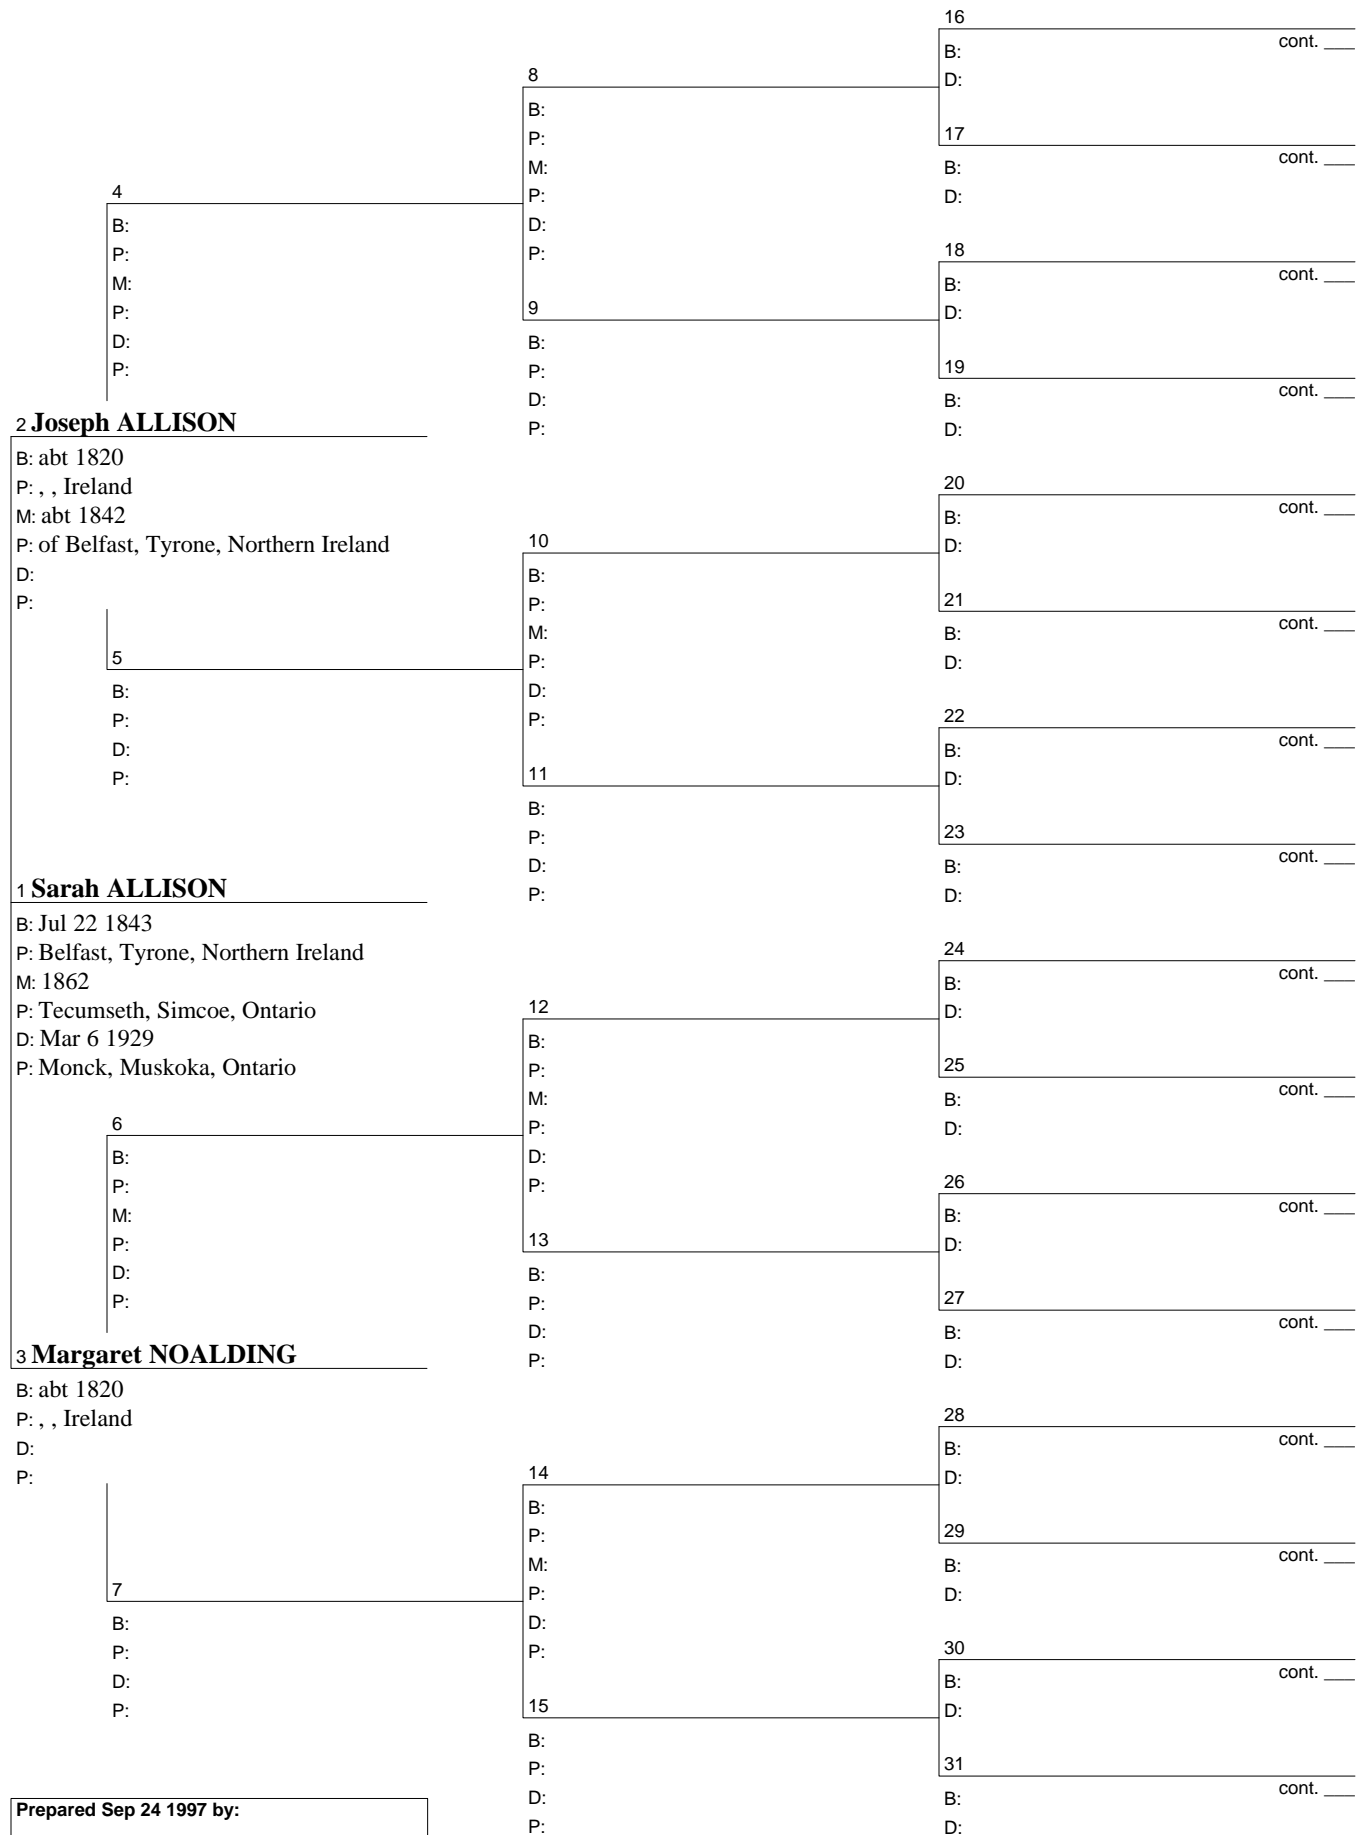 16
cont. ___
B:
D:
8
B:
P:
M:
P:
D:
P:
17
cont. ___
B:
D:
4
B:
P:
M:
P:
D:
P:
18
cont. ___
B:
D:
9
B:
P:
D:
P:
19
cont. ___
B:
D:
2 Joseph ALLISON
B: abt 1820
P: , , Ireland
M: abt 1842
P: of Belfast, Tyrone, Northern Ireland
D:
P:
20
cont. ___
B:
D:
10
B:
P:
M:
P:
D:
P:
21
cont. ___
B:
D:
5
B:
P:
D:
P:
22
cont. ___
B:
D:
11
B:
P:
D:
P:
23
cont. ___
B:
D:
1 Sarah ALLISON
B: Jul 22 1843
P: Belfast, Tyrone, Northern Ireland
M: 1862
P: Tecumseth, Simcoe, Ontario
D: Mar 6 1929
P: Monck, Muskoka, Ontario
24
cont. ___
B:
D:
12
B:
P:
M:
P:
D:
P:
25
cont. ___
B:
D:
6
B:
P:
M:
P:
D:
P:
26
cont. ___
B:
D:
13
B:
P:
D:
P:
27
cont. ___
B:
D:
3 Margaret NOALDING
B: abt 1820
P: , , Ireland
D:
P:
28
cont. ___
B:
D:
14
B:
P:
M:
P:
D:
P:
29
cont. ___
B:
D:
7
B:
P:
D:
P:
30
cont. ___
B:
D:
15
B:
P:
D:
P:
31
cont. ___
B:
D:
Prepared Sep 24 1997 by: